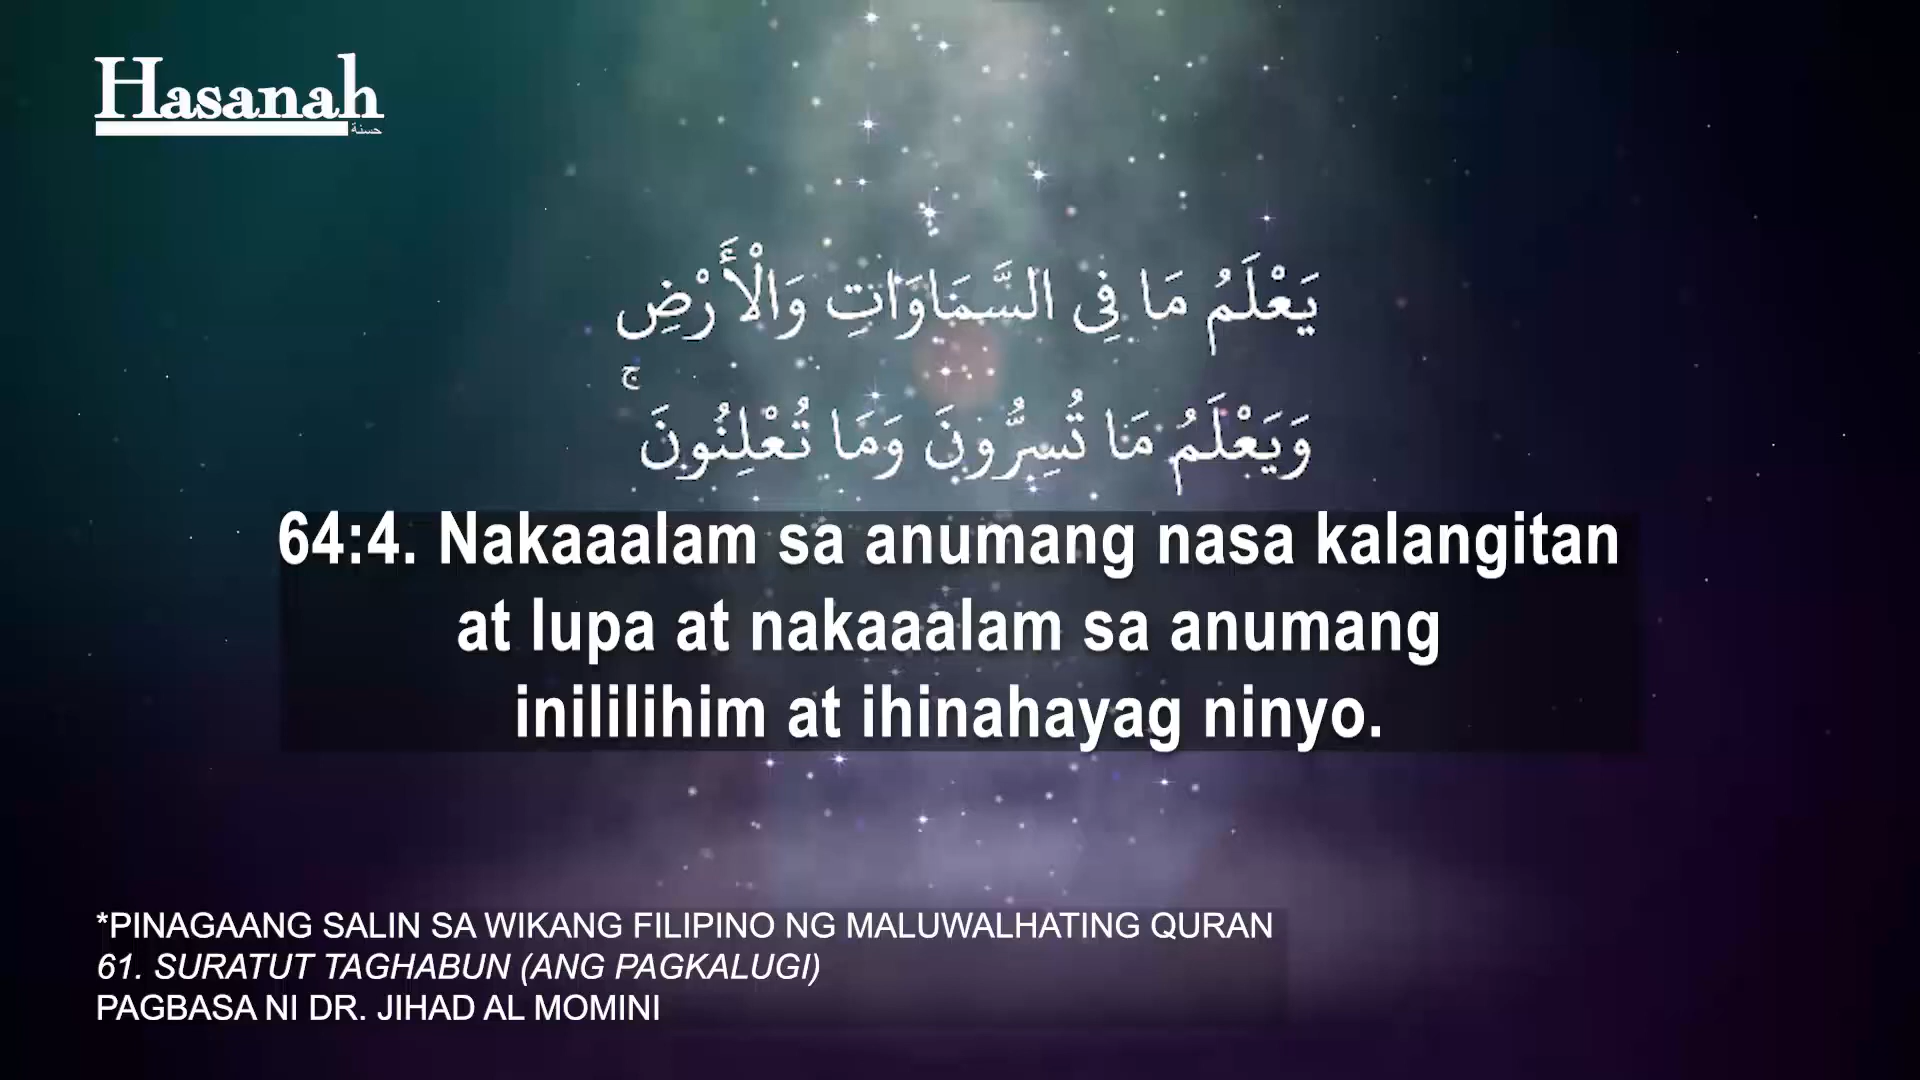 Hasanah
حسنة
يَعْلَمُ مَا فِى السَّمَاوَاتِ وَالْأَرْضِ
وَيَعْلَمُ مَا تُسِرُّونَ وَمَا تُعْلِنُونَ ۚ
64:4. Nakaaalam sa anumang nasa kalangitan
at lupa at nakaaalam sa anumang
inililihim at ihinahayag ninyo.
*PINAGAANG SALIN SA WIKANG FILIPINO NG MALUWALHATING QURAN
61. SURATUT TAGHABUN (ANG PAGKALUGI)
PAGBASA NI DR. JIHAD AL MOMINI